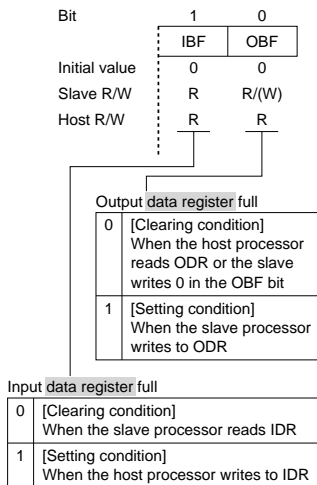 Bit 1 0
IBF OBF
Initial value 0 0
Slave R/W R R/(W)
Host R/W R R
Output data register full
0 [Clearing condition]
When the host processor
reads ODR or the slave
writes 0 in the OBF bit
1 [Setting condition]
When the slave processor
writes to ODR
Input data register full
0 [Clearing condition]
When the slave processor reads IDR
1 [Setting condition]
When the host processor writes to IDR